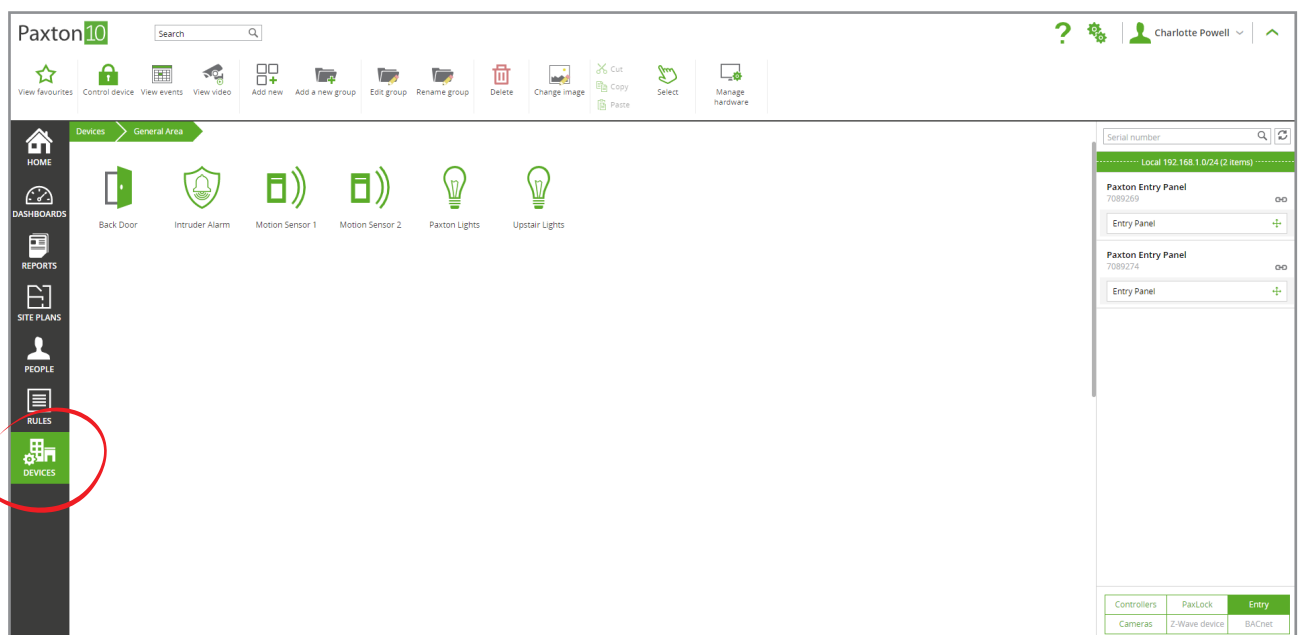 Paxton10
Search
Charlotte Powell
View favourites
Control device
View events
View video
Add new
Add a new group
Edit group
Rename group
Delete
Change image
Cut
Copy
Paste
Select
Manage
hardware
HOME
DASHBOARDS
REPORTS
SITE PLANS
PEOPLE
RULES
DEVICES
Devices
General Area
Back Door
Intruder Alarm
Motion Sensor 1
Motion Sensor 2
Paxton Lights
Upstair Lights
Serial number
Local 192.168.1.0/24 (2 items)
Paxton Entry Panel
7089269
Entry Panel
Paxton Entry Panel
7089274
Entry Panel
Controllers
PaxLock
Entry
Cameras
Z-Wave device
BACnet